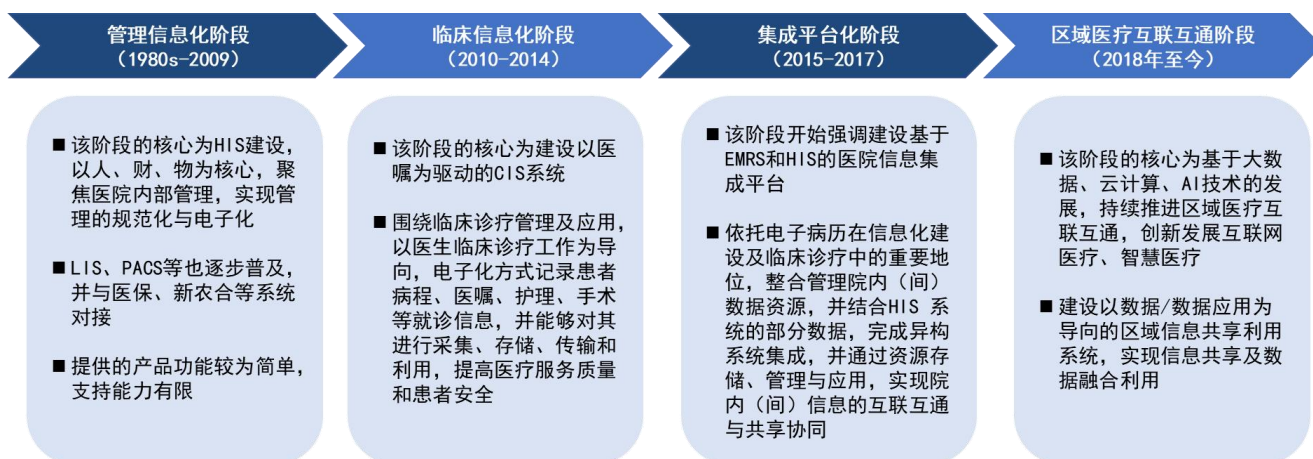 管理信息化阶段
（1980s-2009）
临床信息化阶段
（2010-2014）
集成平台化阶段
（2015-2017）
区域医疗互联互通阶段
（2018年至今）
■ 该阶段的核心为HIS建设，
以人、财、物为核心，聚
焦医院内部管理，实现管
理的规范化与电子化
■ LIS、PACS等也逐步普及，
并与医保、新农合等系统
对接
■ 提供的产品功能较为简单，
支持能力有限
■ 该阶段的核心为建设以医
嘱为驱动的CIS系统
■ 围绕临床诊疗管理及应用，
以医生临床诊疗工作为导
向，电子化方式记录患者
病程、医嘱、护理、手术
等就诊信息，并能够对其
进行采集、存储、传输和
利用，提高医疗服务质量
和患者安全
■ 该阶段开始强调建设基于
EMRS和HIS的医院信息集
成平台
■ 依托电子病历在信息化建
设及临床诊疗中的重要地
位，整合管理院内（间）
数据资源，并结合HIS 系
统的部分数据，完成异构
系统集成，并通过资源存
储、管理与应用，实现院
内（间）信息的互联互通
与共享协同
■ 该阶段的核心为基于大数
据、云计算、AI技术的发
展，持续推进区域医疗互
联互通，创新发展互联网
医疗、智慧医疗
■ 建设以数据/数据应用为
导向的区域信息共享利用
系统，实现信息共享及数
据融合利用